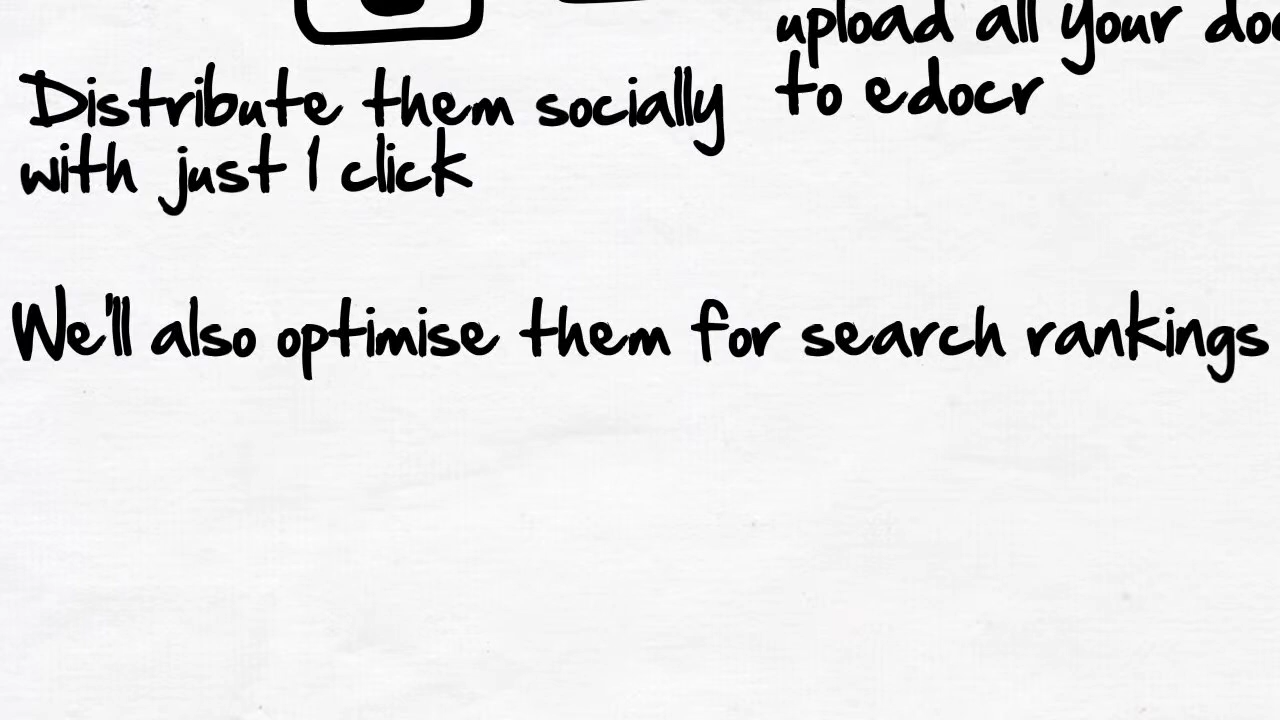 upload all your
to edocr
Distribute them socially
with just 1 click
We'll also optimise them for search rankings